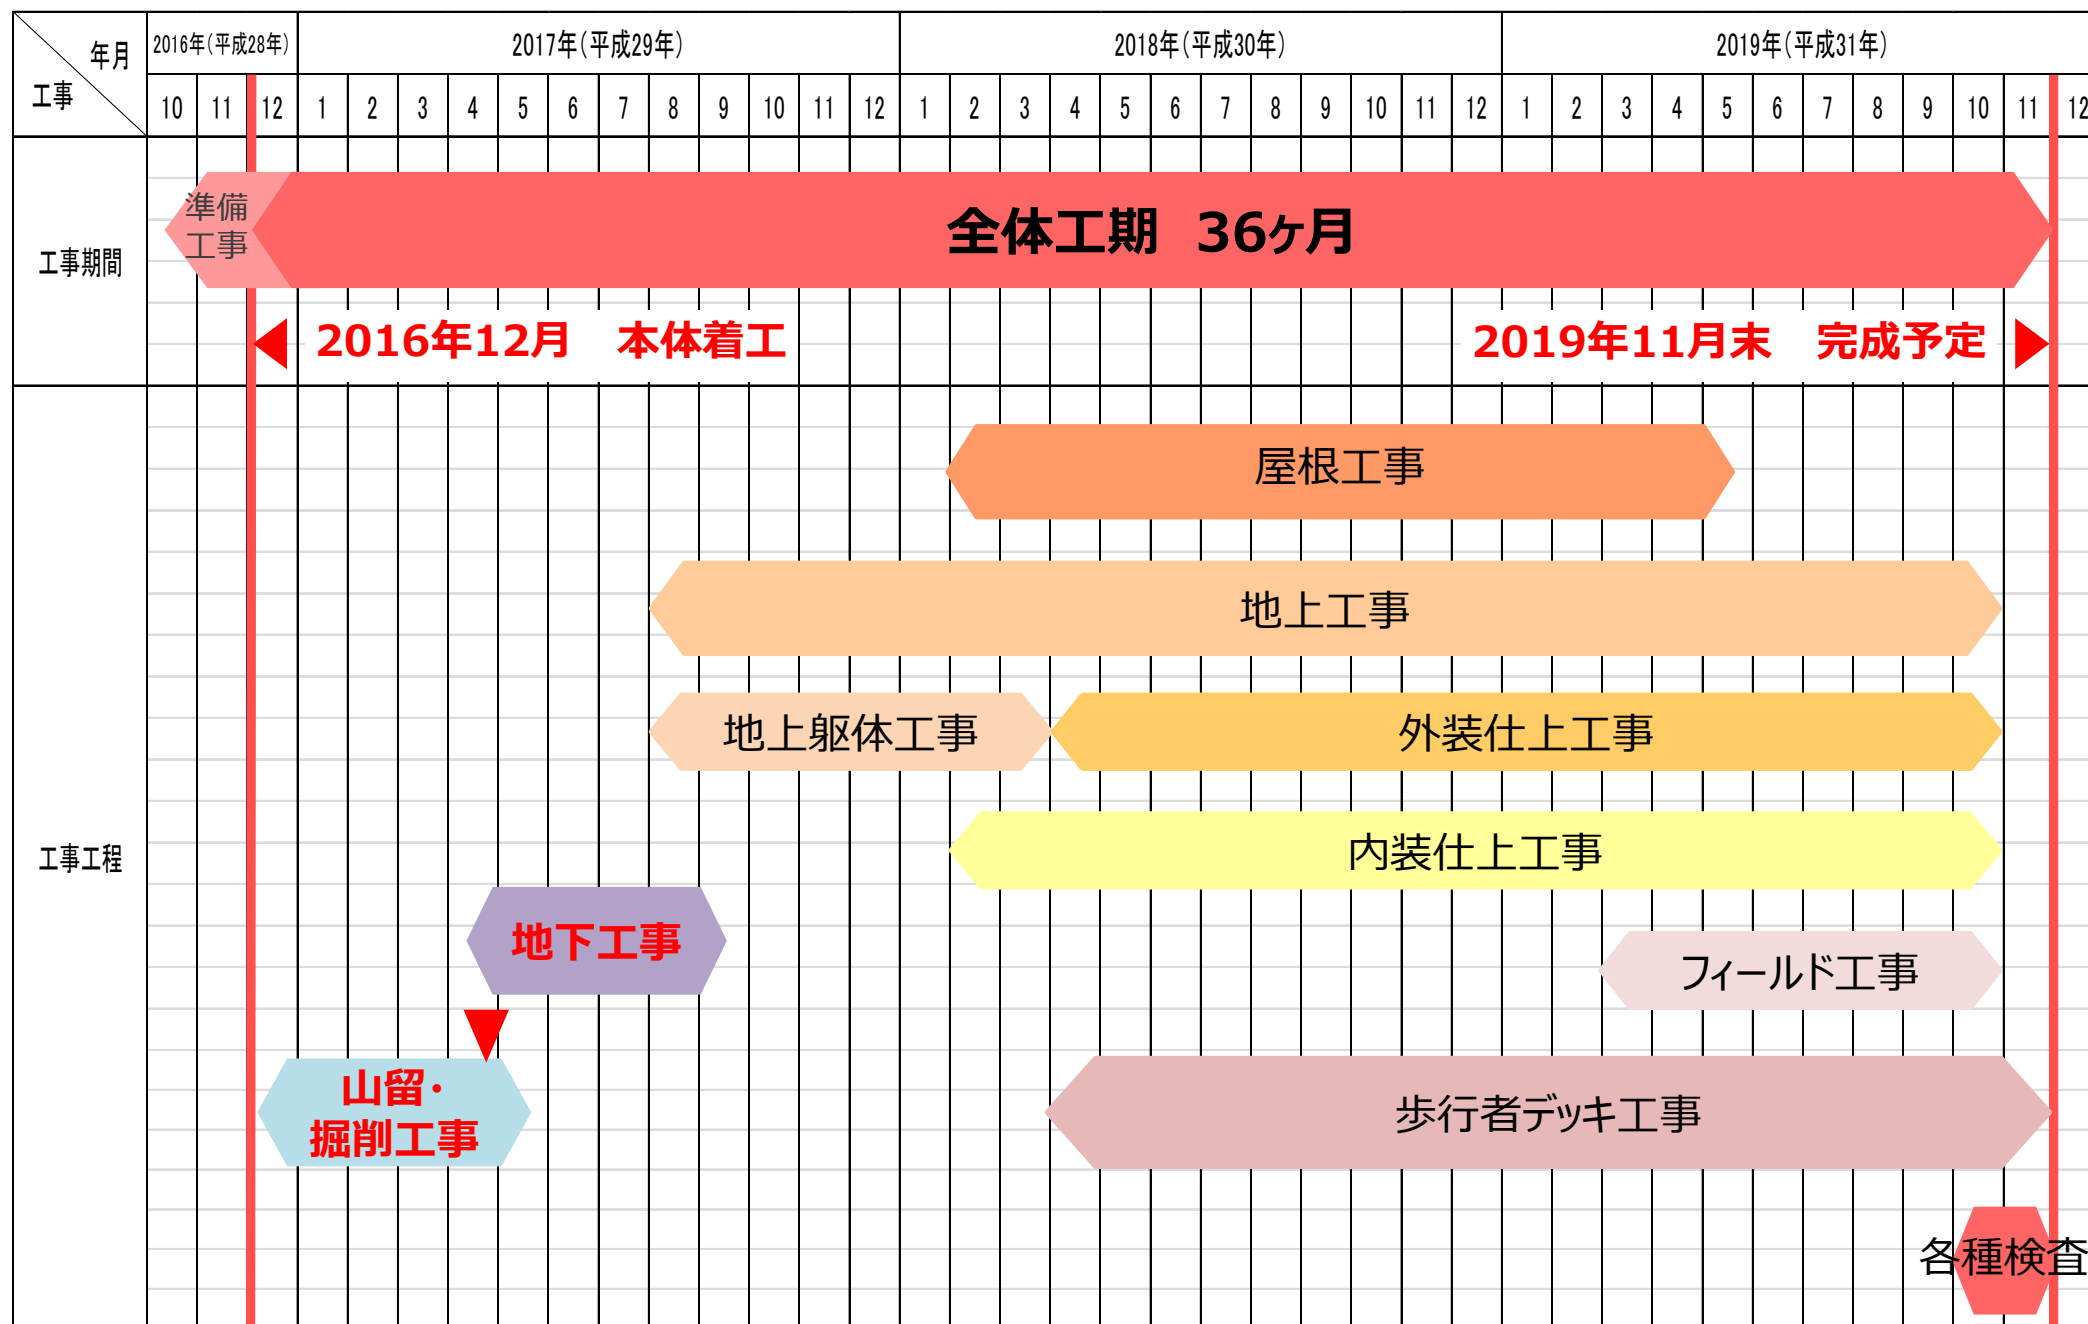 年月
工事
2016年(平成28年)
2017年(平成29年)
2018年(平成30年)
2019年(平成31年)
10 11 12 1 2 3 4 5 6 7 8 9 10 11 12 1 2 3 4 5 6 7 8 9 10 11 12 1 2 3 4 5 6 7 8 9 10 11 12
工事期間
準備
工事
全体工期 36ヶ月
2016年12月 本体着工
2019年11月末 完成予定
工事工程
屋根工事
地上工事
地上躯体工事
外装仕上工事
内装仕上工事
地下工事
フィールド工事
山留・
掘削工事
歩行者デッキ工事
各種検査